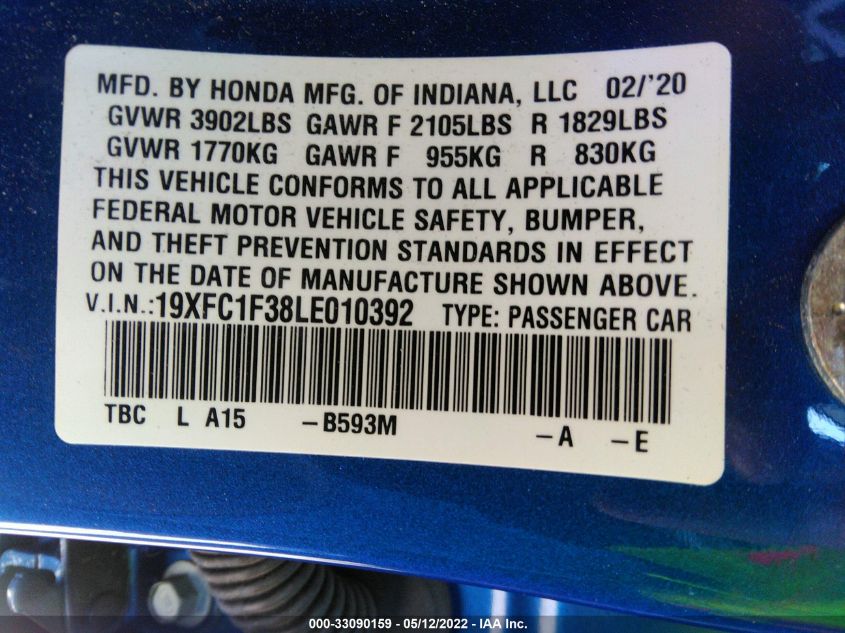 MFD. BY HONDA MFG. OF INDIANA, LLC 02/'20
GVWR 3902LBS GAWR F 2105LBS R 1829LBS
GVWR 1770KG GAWR F 955KG R 830KG
THIS VEHICLE CONFORMS TO ALL APPLICABLE
FEDERAL MOTOR VEHICLE SAFETY, BUMPER,
AND THEFT PREVENTION STANDARDS IN EFFECT
ON THE DATE OF MANUFACTURE SHOWN ABOVE.
V.I.N.:19XFC1F38LE010392 TYPE: PASSENGER CAR
TBC L A15 -B593M -A -E
000-33090159 - 05/12/2022 - IAA Inc.